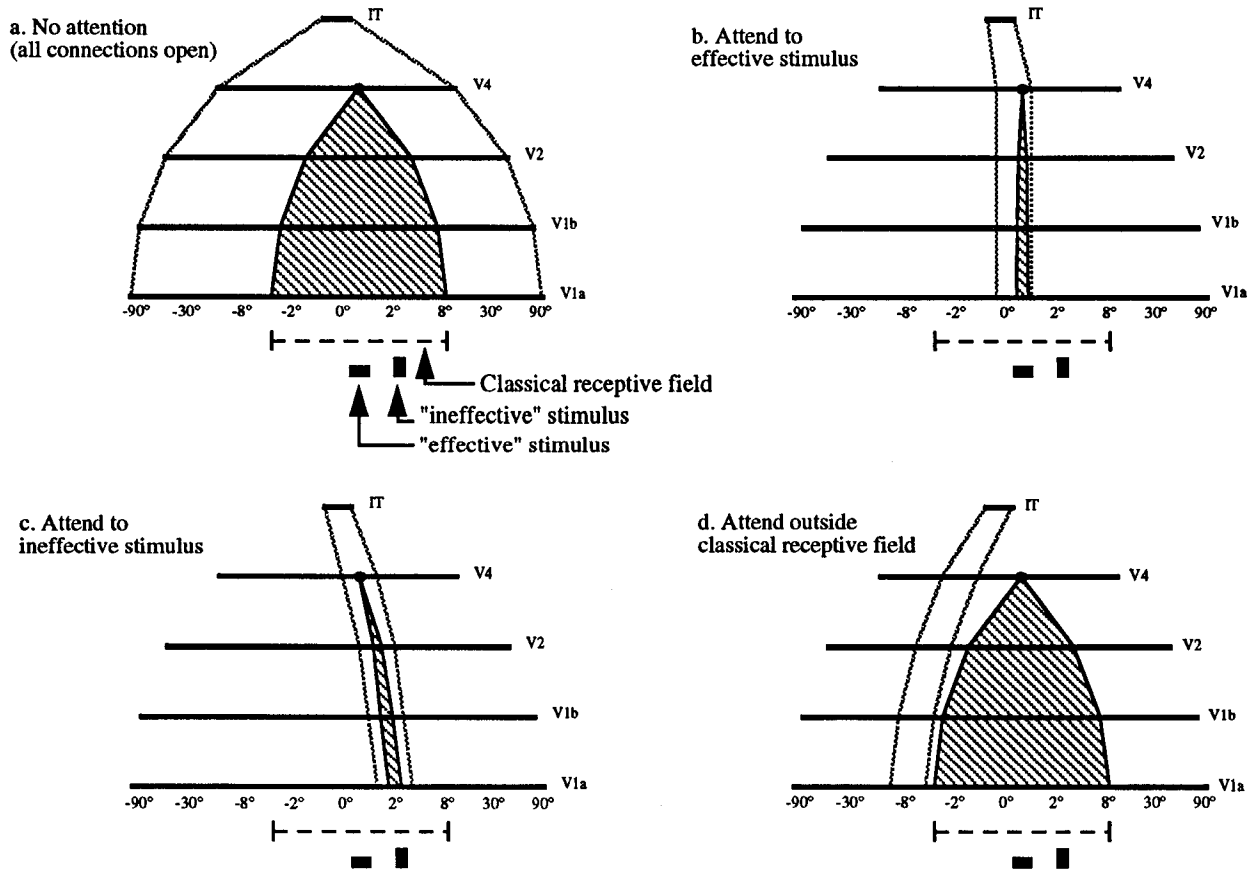 a. No attention
(all connections open)
IT
V4
V2
V1b
V1a
-90° -30° -8° -2° 0° 2° 8° 30° 90°
Classical receptive field
"ineffective" stimulus
"effective" stimulus
b. Attend to
effective stimulus
IT
V4
V2
V1b
V1a
-90° -30° -8° -2° 0° 2° 8° 30° 90°
c. Attend to
ineffective stimulus
IT
V4
V2
V1b
V1a
-90° -30° -8° -2° 0° 2° 8° 30° 90°
d. Attend outside
classical receptive field
IT
V4
V2
V1b
V1a
-90° -30° -8° -2° 0° 2° 8° 30° 90°